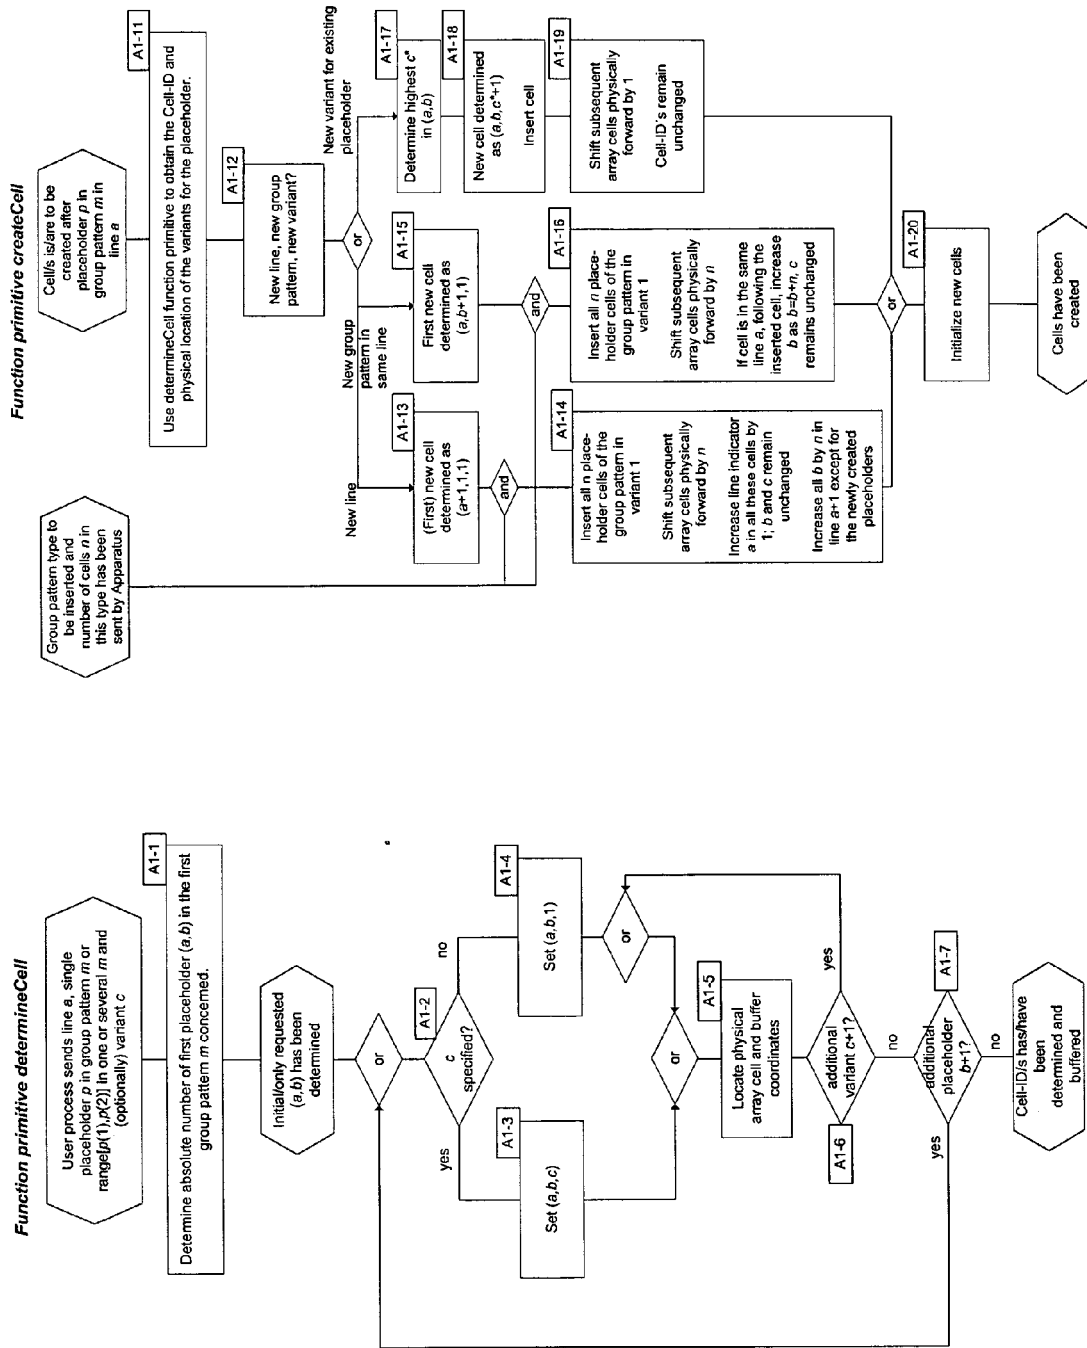 Function primitive determineCell
User process sends line a, single
placeholder p in group pattern m or
range[p(1),p(2)] In one or several m and
(optionally) variant c
A1-1
Determine absolute number of first placeholder (a,b) in the first
group pattern m concerned.
Initial/only requested
(a,b) has been
determined
or
A1-2
c
specified?
yes
no
A1-3
Set (a,b,c)
A1-4
Set (a,b,1)
or
or
A1-5
Locate physical
array cell and buffer
coordinates
additional
variant c+1?
A1-6
yes
no
A1-7
additional
placeholder
b+1?
yes
no
Cell-ID/s has/have
been
determined and
buffered
Function primitive createCell
Group pattern type to
be inserted and
number of cells n in
this type has been
sent by Apparatus
Cell/s is/are to be
created after
placeholder p in
group pattern m in
line a
A1-11
Use determineCell function primitive to obtain the Cell-ID and
physical location of the variants for the placeholder.
A1-12
New line, new group
pattern, new variant?
or
New line
New group
pattern in
same line
New variant for existing
placeholder
A1-13
(First) new cell
determined as
(a+1,1,1)
A1-15
First new cell
determined as
(a,b+1,1)
A1-17
Determine highest c*
in (a,b)
A1-18
New cell determined
as (a,b,c*+1)
Insert cell
A1-19
Shift subsequent
array cells physically
forward by 1
Cell-ID's remain
unchanged
and
and
A1-14
Insert all n place-
holder cells of the
group pattern in
variant 1
Shift subsequent
array cells physically
forward by n
Increase line indicator
a in all these cells by
1; b and c remain
unchanged
Increase all b by n in
line a+1 except for
the newly created
placeholders
A1-16
Insert all n place-
holder cells of the
group pattern in
variant 1
Shift subsequent
array cells physically
forward by n
If cell is in the same
line a, following the
inserted cell, increase
b as b=b+n, c
remains unchanged
or
A1-20
Initialize new cells
Cells have been
created